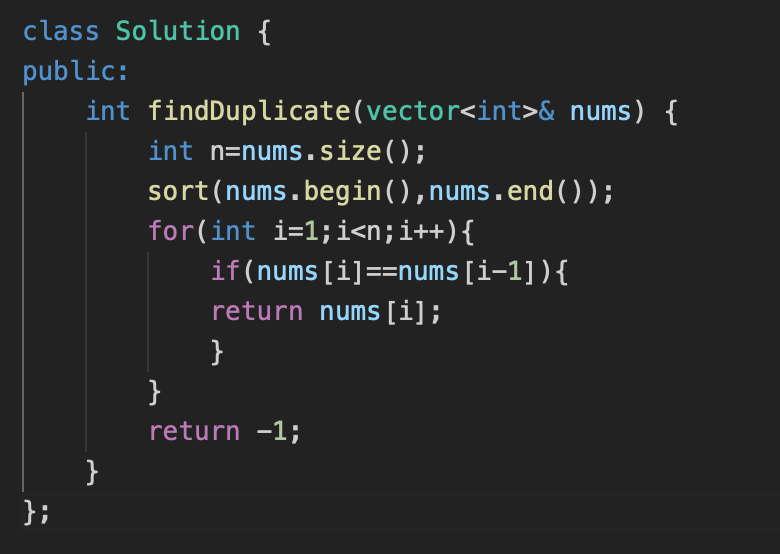 class Solution {
public:
    int findDuplicate(vector<int>& nums) {
        int n=nums.size();
        sort(nums.begin(),nums.end());
        for(int i=1;i<n;i++){
            if(nums[i]==nums[i-1]){
            return nums[i];
            }
        }
        return -1;
    }
};